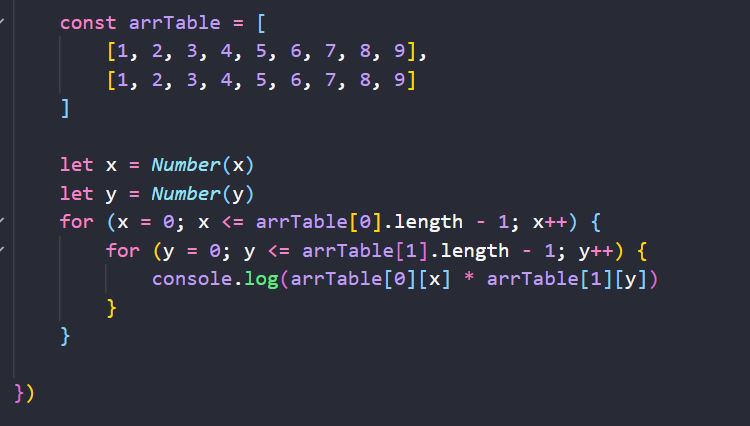 const arrTable = [
[1, 2, 3, 4, 5, 6, 7, 8, 9],
[1, 2, 3, 4, 5, 6, 7, 8, 9]
]
let x = Number(x)
let y = Number(y)
for (x = 0; x <= arrTable[0].length - 1; x++) {
for (y = 0; y <= arrTable[1].length - 1; y++) {
console.log(arrTable[0][x] * arrTable[1][y])
}
}
})